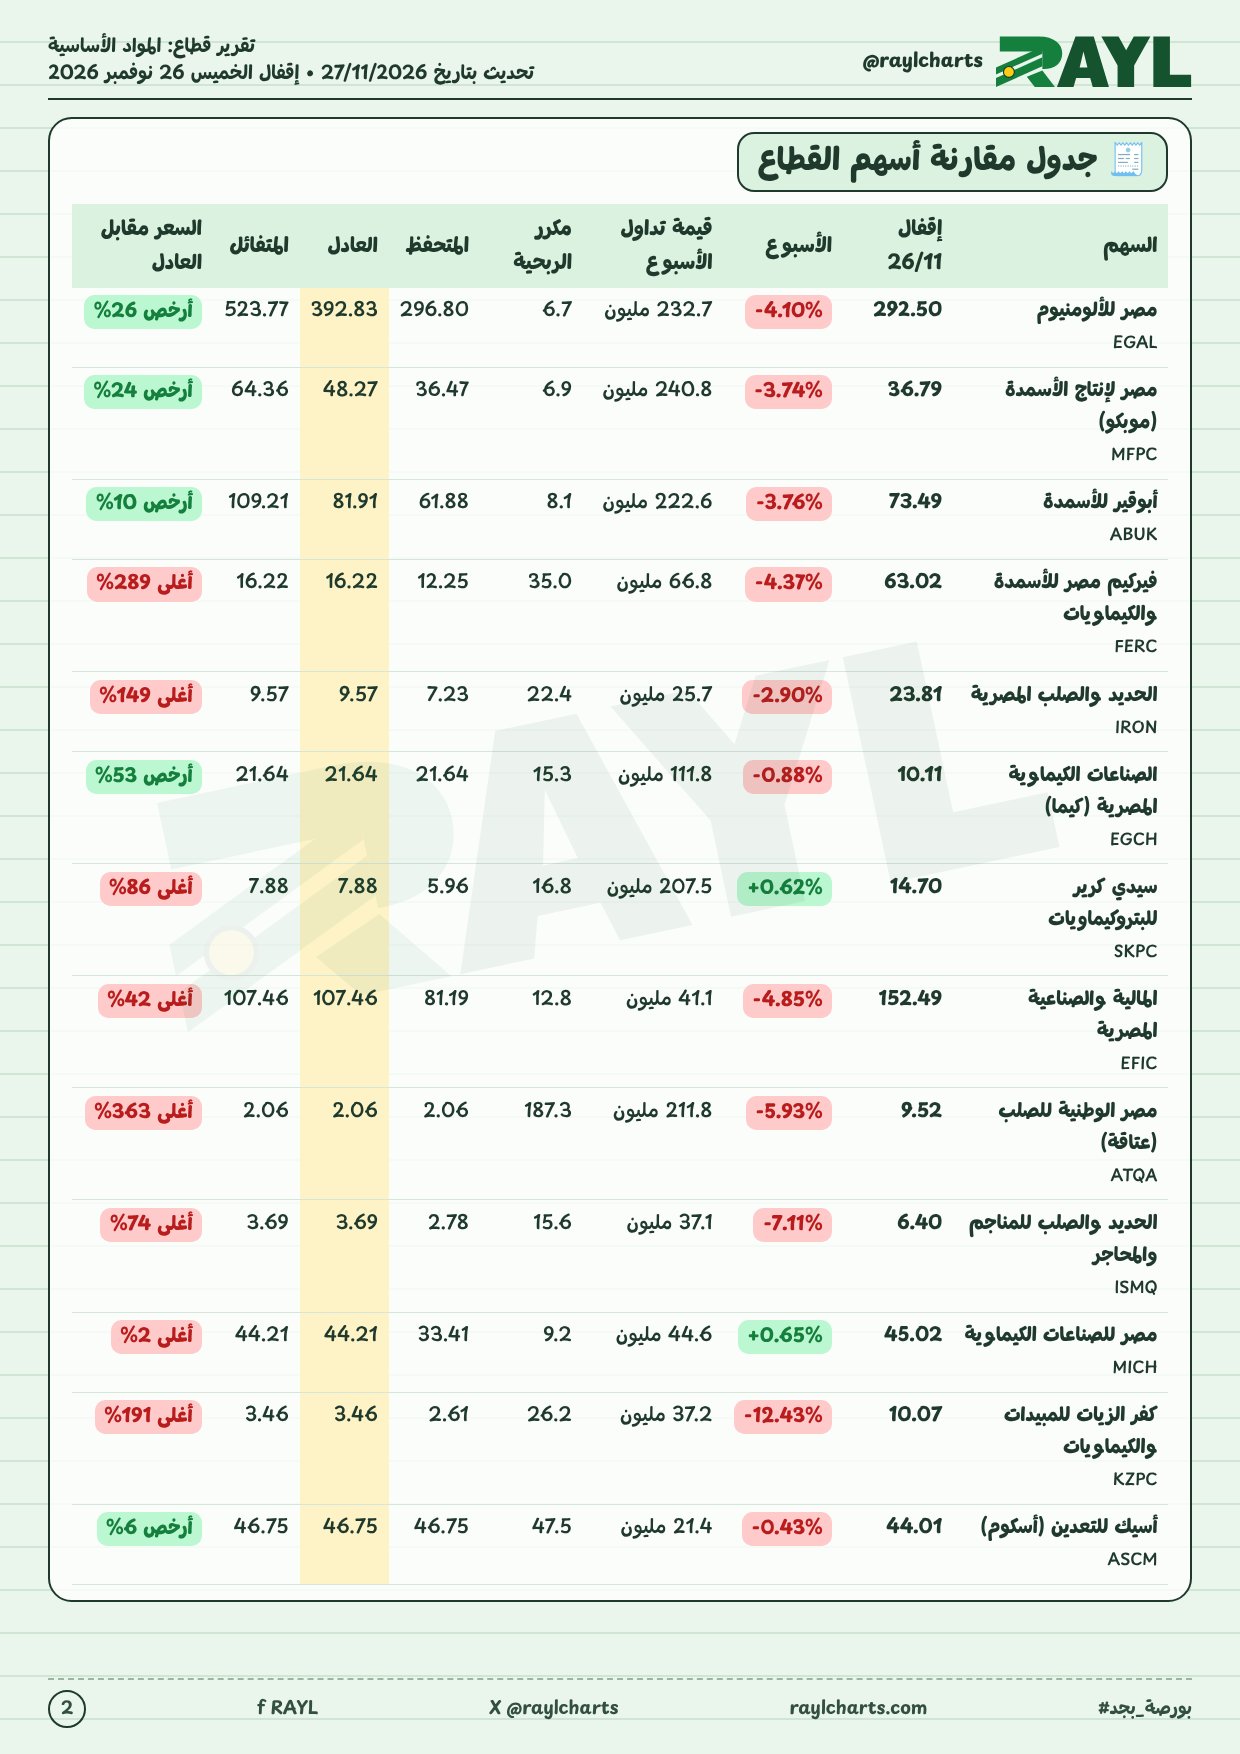 RAYL
@raylcharts
تقرير قطاع: المواد الأساسية
تحديث بتاريخ 27/11/2026 • إقفال الخميس 26 نوفمبر 2026
جدول مقارنة أسهم القطاع
السهم إقفال 26/11 الأسبوع قيمة تداول الأسبوع مكرر الربحية المتحفظ العادل المتفائل السعر مقابل العادل
مصر للألومنيوم 292.50 -4.10% 232.7 مليون 6.7 296.80 392.83 523.77 أرخص 26%
EGAL
مصر لإنتاج الأسمدة 36.79 -3.74% 240.8 مليون 6.9 36.47 48.27 64.36 أرخص 24%
(موبكو)
MFPC
أبوقير للأسمدة 73.49 -3.76% 222.6 مليون 8.1 61.88 81.91 109.21 أرخص 10%
ABUK
فيركيم مصر للأسمدة 63.02 -4.37% 66.8 مليون 35.0 12.25 16.22 16.22 أغلى 289%
والكيماويات
FERC
الحديد والصلب المصرية 23.81 -2.90% 25.7 مليون 22.4 7.23 9.57 9.57 أغلى 149%
IRON
الصناعات الكيماوية 10.11 -0.88% 111.8 مليون 15.3 21.64 21.64 21.64 أرخص 53%
المصرية (كيما)
EGCH
سيدي كرير 14.70 +0.62% 207.5 مليون 16.8 5.96 7.88 7.88 أغلى 86%
للبتروكيماويات
SKPC
المالية والصناعية 152.49 -4.85% 41.1 مليون 12.8 81.19 107.46 107.46 أغلى 42%
المصرية
EFIC
مصر الوطنية للصلب 9.52 -5.93% 211.8 مليون 187.3 2.06 2.06 2.06 أغلى 363%
(عتاقة)
ATQA
الحديد والصلب للمناجم 6.40 -7.11% 37.1 مليون 15.6 2.78 3.69 3.69 أغلى 74%
والمحاجر
ISMQ
مصر للصناعات الكيماوية 45.02 +0.65% 44.6 مليون 9.2 33.41 44.21 44.21 أغلى 2%
MICH
كفر الزيات للمبيدات 10.07 -12.43% 37.2 مليون 26.2 2.61 3.46 3.46 أغلى 191%
والكيماويات
KZPC
أسيك للتعدين (أسكوم) 44.01 -0.43% 21.4 مليون 47.5 46.75 46.75 46.75 أرخص 6%
ASCM
RAYL
#بورصة_بجد
raylcharts.com
X @raylcharts
f RAYL
2